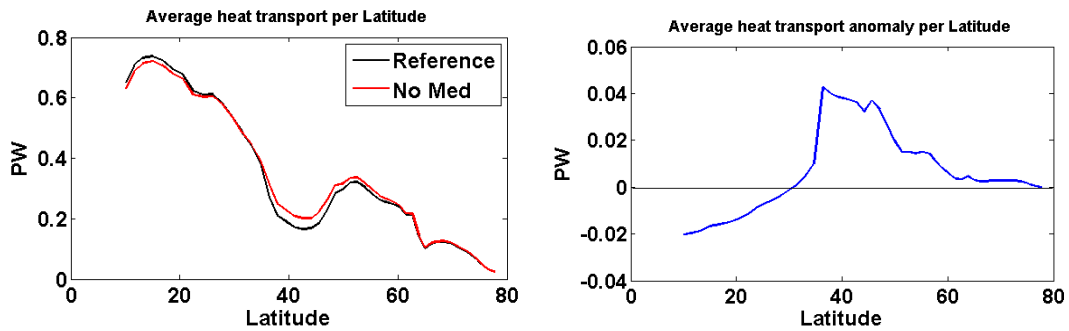 Average heat transport per Latitude
0.8
0.6
0.4
0.2
0
PW
Reference
No Med
0
20
40
60
80
Latitude
Average heat transport anomaly per Latitude
0.06
0.04
0.02
0
-0.02
-0.04
PW
0
20
40
60
80
Latitude